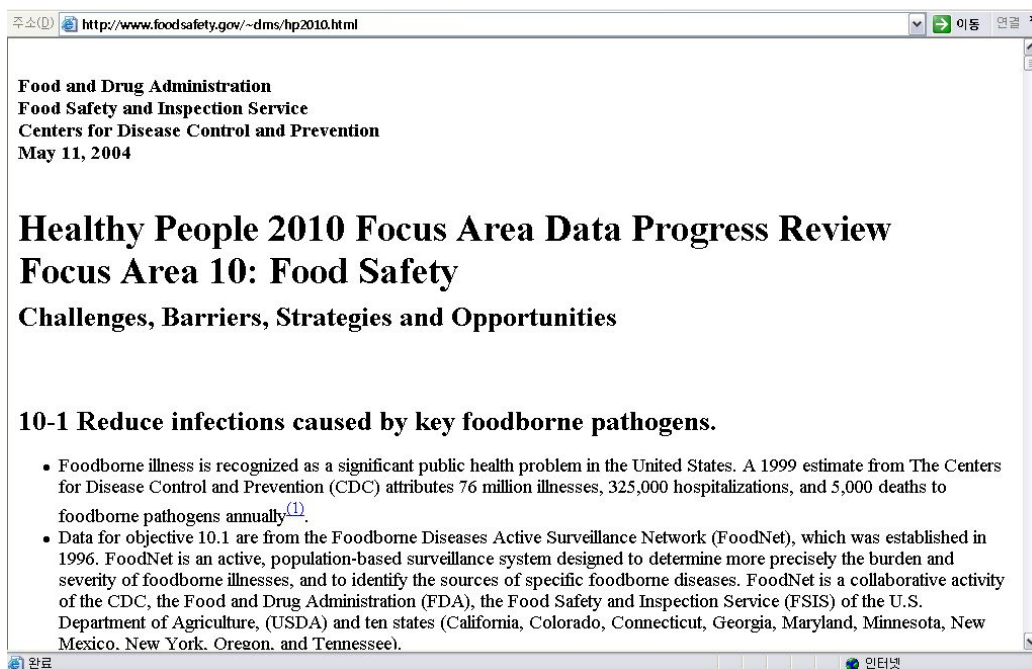 주소(D) http://www.foodsafety.gov/~dms/hp2010.html 이동 연결
Food and Drug Administration
Food Safety and Inspection Service
Centers for Disease Control and Prevention
May 11, 2004
Healthy People 2010 Focus Area Data Progress Review
Focus Area 10: Food Safety
Challenges, Barriers, Strategies and Opportunities
10-1 Reduce infections caused by key foodborne pathogens.
• Foodborne illness is recognized as a significant public health problem in the United States. A 1999 estimate from The Centers
for Disease Control and Prevention (CDC) attributes 76 million illnesses, 325,000 hospitalizations, and 5,000 deaths to
foodborne pathogens annually(1).
• Data for objective 10.1 are from the Foodborne Diseases Active Surveillance Network (FoodNet), which was established in
1996. FoodNet is an active, population-based surveillance system designed to determine more precisely the burden and
severity of foodborne illnesses, and to identify the sources of specific foodborne diseases. FoodNet is a collaborative activity
of the CDC, the Food and Drug Administration (FDA), the Food Safety and Inspection Service (FSIS) of the U.S.
Department of Agriculture, (USDA) and ten states (California, Colorado, Connecticut, Georgia, Maryland, Minnesota, New
Mexico, New York, Oregon, and Tennessee).
완료 인터넷